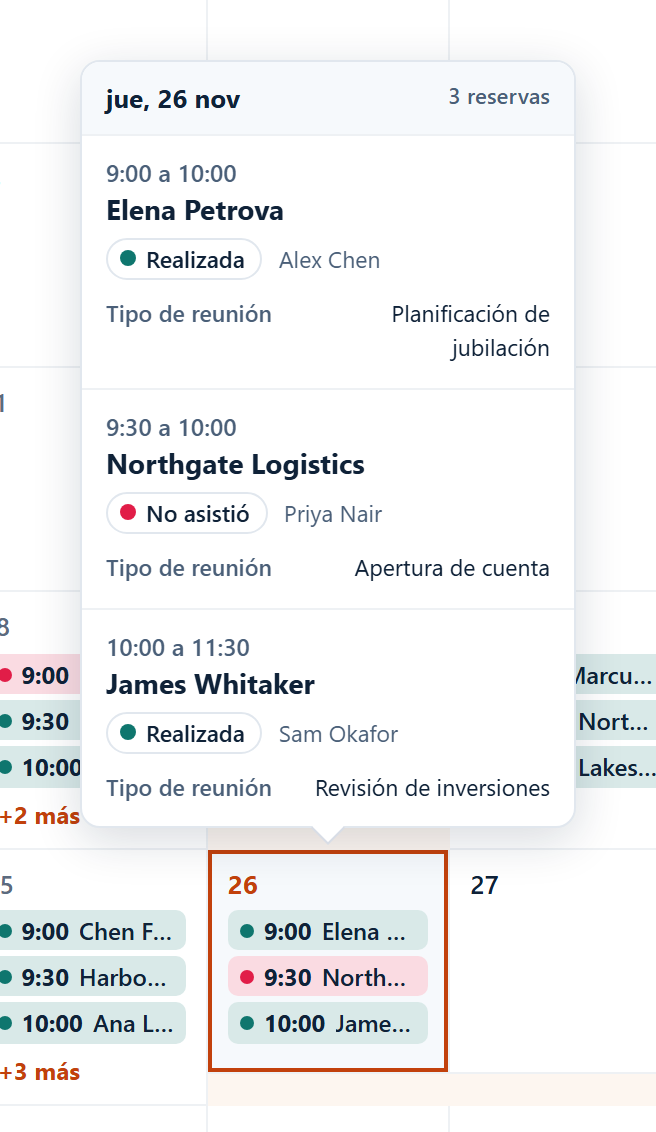 jue, 26 nov
3 reservas
9:00 a 10:00
Elena Petrova
Realizada
Alex Chen
Tipo de reunión
Planificación de
jubilación
9:30 a 10:00
Northgate Logistics
No asistió
Priya Nair
Tipo de reunión
Apertura de cuenta
10:00 a 11:30
James Whitaker
Realizada
Sam Okafor
Tipo de reunión
Revisión de inversiones
1
8
9:00
9:30
10:00
+2 más
Marcu...
Nort...
Lakes...
5
9:00 Chen F...
9:30 Harbo...
10:00 Ana L...
+3 más
26
9:00 Elena ...
9:30 North...
10:00 Jame...
27